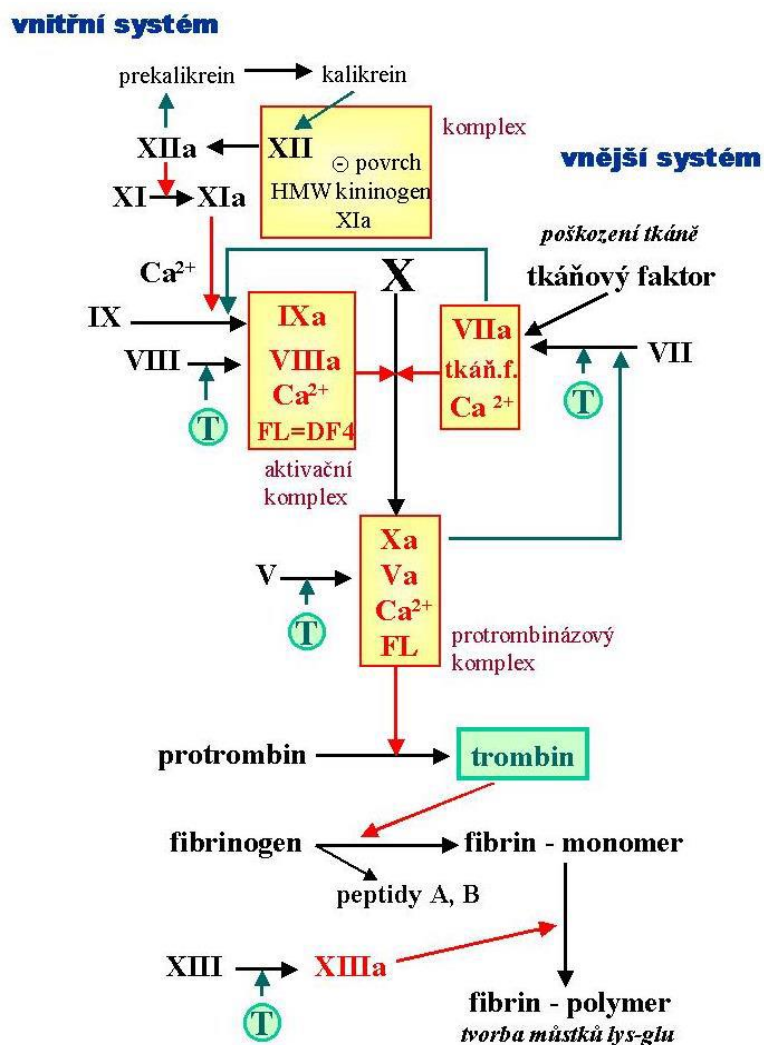 vnitřní systém
prekalikrein
kalikrein
XIIa
XII
komplex
⊖ povrch
HMW kininogen
XIa
vnější systém
XI
XIa
poškození tkáně
Ca²⁺
X
tkáňový faktor
IX
IXa
VIIa
VIII
VIIIa
tkáň.f.
VII
Ca²⁺
Ca ²⁺
T
T
FL=DF4
aktivační
komplex
Xa
V
Va
Ca²⁺
T
FL
protrombinázový
komplex
protrombin
trombin
fibrinogen
fibrin - monomer
peptidy A, B
XIII
XIIIa
T
fibrin - polymer
tvorba můstků lys-glu